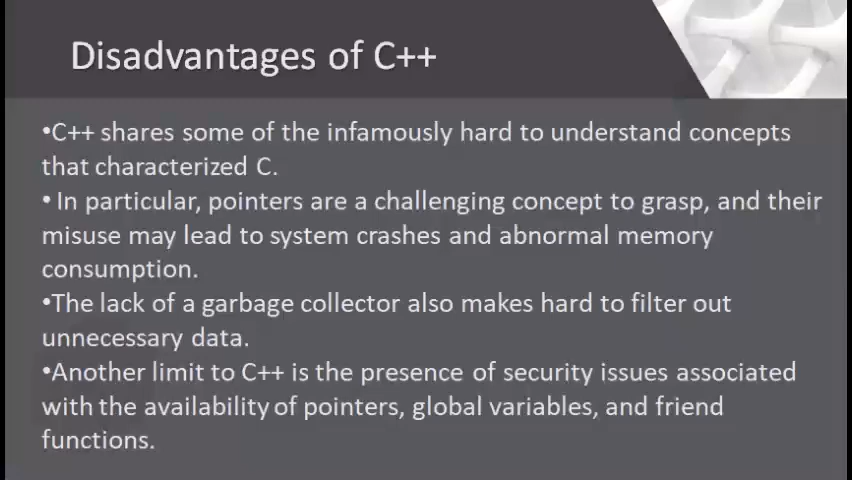 Disadvantages of C++
•C++ shares some of the infamously hard to understand concepts
that characterized C.
• In particular, pointers are a challenging concept to grasp, and their
misuse may lead to system crashes and abnormal memory
consumption.
•The lack of a garbage collector also makes hard to filter out
unnecessary data.
•Another limit to C++ is the presence of security issues associated
with the availability of pointers, global variables, and friend
functions.